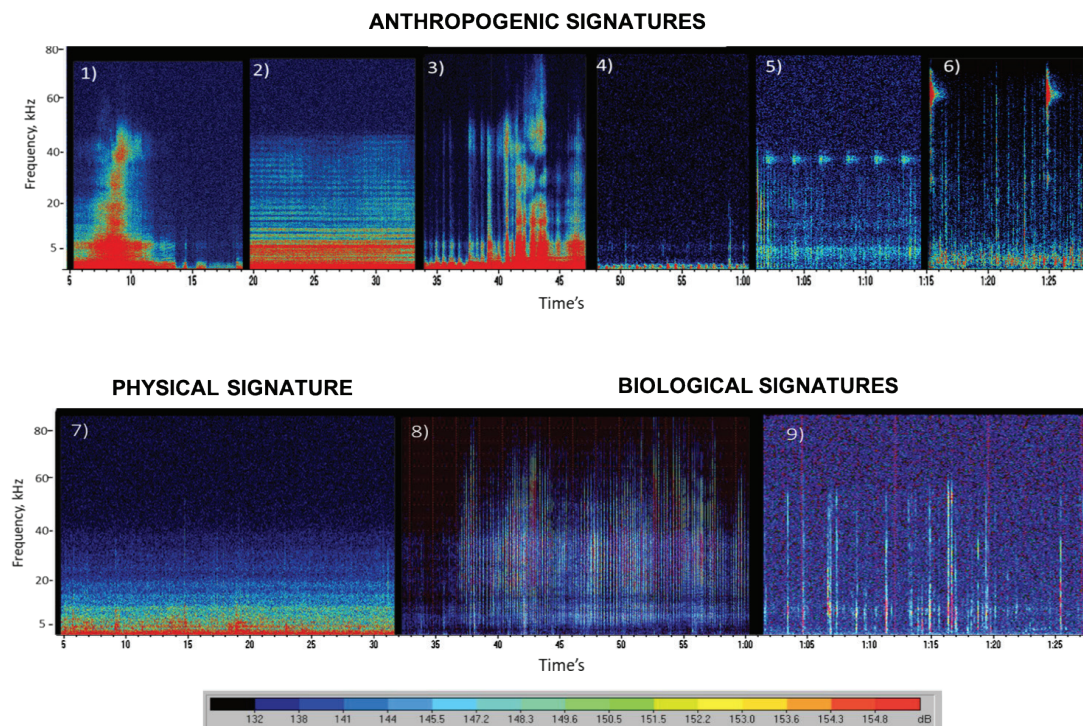 ANTHROPOGENIC SIGNATURES
80-
60-
40-
20-
5-
Frequency, kHz
1)
2)
3)
4)
5)
6)
5 10 15 20 25 30 35 40 45 50 55 1:00 1:05 1:10 1:15 1:20 1:25
Time's
PHYSICAL SIGNATURE
BIOLOGICAL SIGNATURES
80-
60-
40-
20-
5-
Frequency, kHz
7)
8)
9)
5 10 15 20 25 30 35 40 45 50 55 1:00 1:05 1:10 1:15 1:20 1:25
Time's
132 138 141 144 145.5 147.2 148.3 149.6 150.5 151.5 152.2 153.0 153.6 154.3 154.8 dB